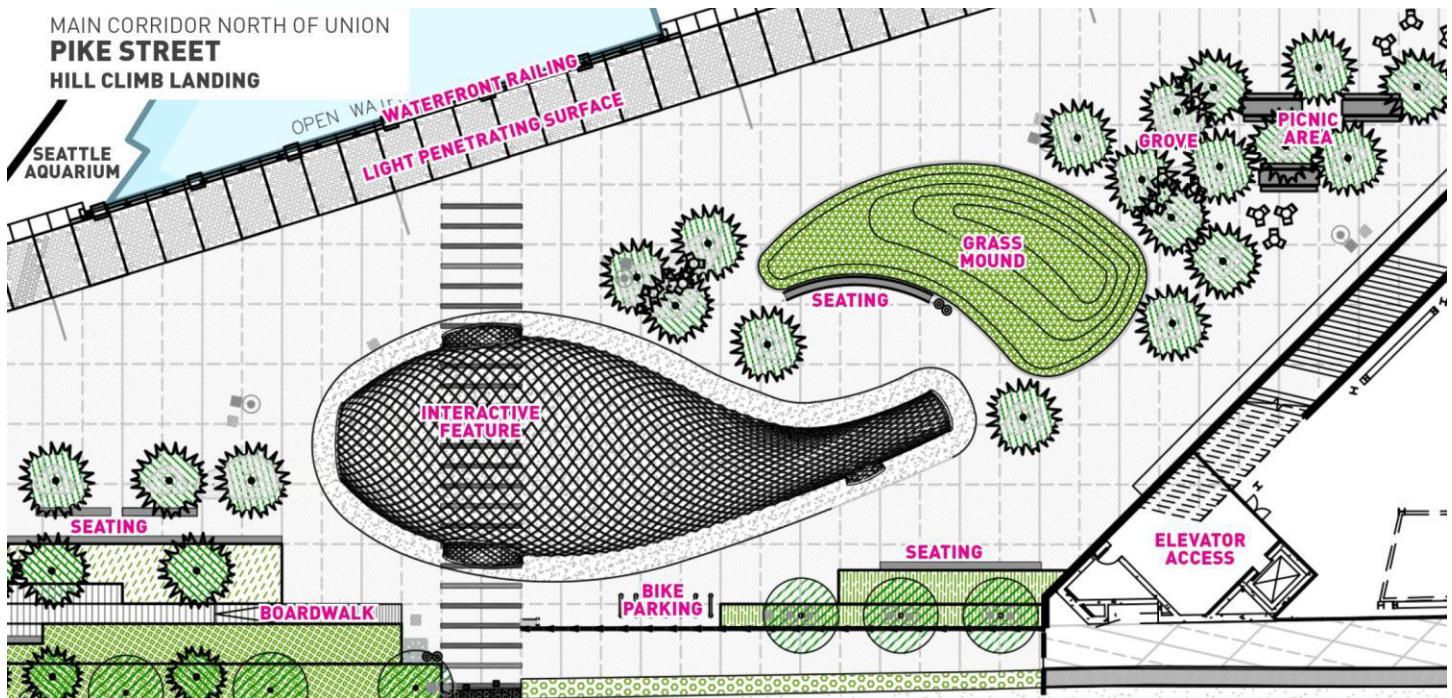 MAIN CORRIDOR NORTH OF UNION
PIKE STREET
HILL CLIMB LANDING
WATERFRONT RAILING
OPEN WATE
LIGHT PENETRATING SURFACE
SEATTLE
AQUARIUM
PICNIC
AREA
GROVE
GRASS
MOUND
SEATING
INTERACTIVE
FEATURE
SEATING
ELEVATOR
ACCESS
SEATING
BIKE
PARKING
BOARDWALK